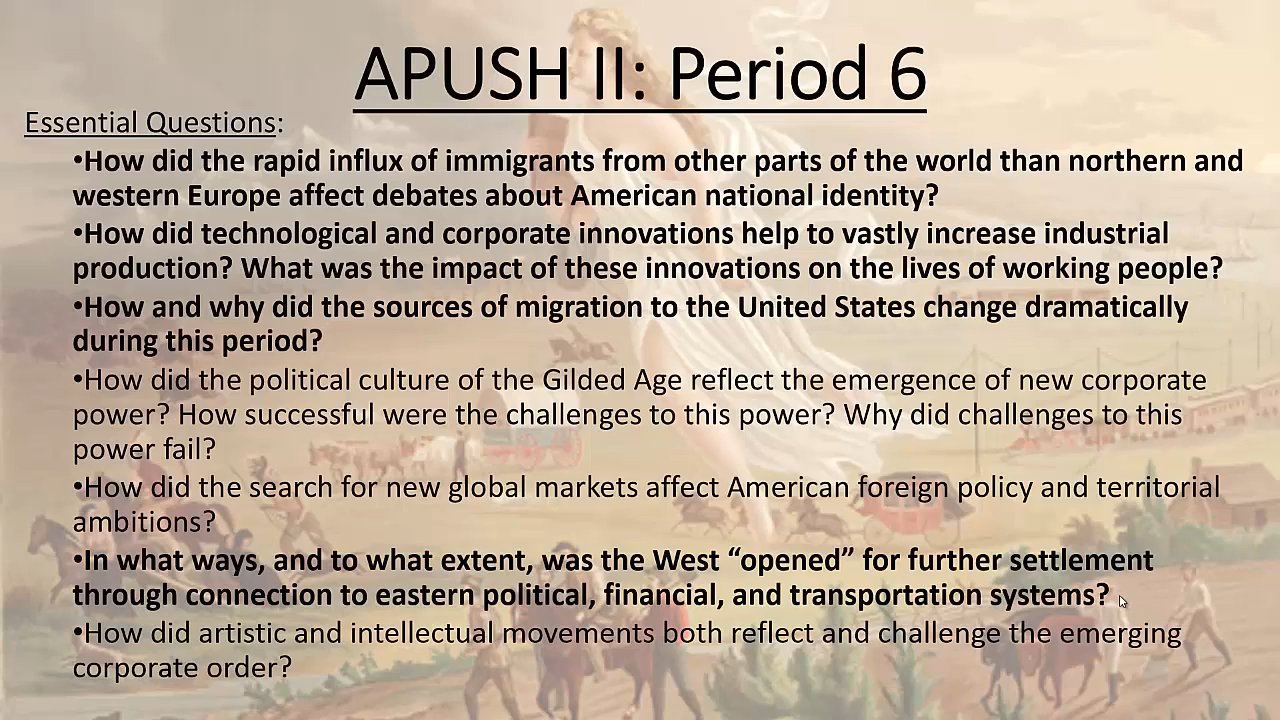 APUSH II: Period 6
Essential Questions:
•How did the rapid influx of immigrants from other parts of the world than northern and
western Europe affect debates about American national identity?
•How did technological and corporate innovations help to vastly increase industrial
production? What was the impact of these innovations on the lives of working people?
•How and why did the sources of migration to the United States change dramatically
during this period?
•How did the political culture of the Gilded Age reflect the emergence of new corporate
power? How successful were the challenges to this power? Why did challenges to this
power fail?
•How did the search for new global markets affect American foreign policy and territorial
ambitions?
•In what ways, and to what extent, was the West “opened” for further settlement
through connection to eastern political, financial, and transportation systems?
•How did artistic and intellectual movements both reflect and challenge the emerging
corporate order?